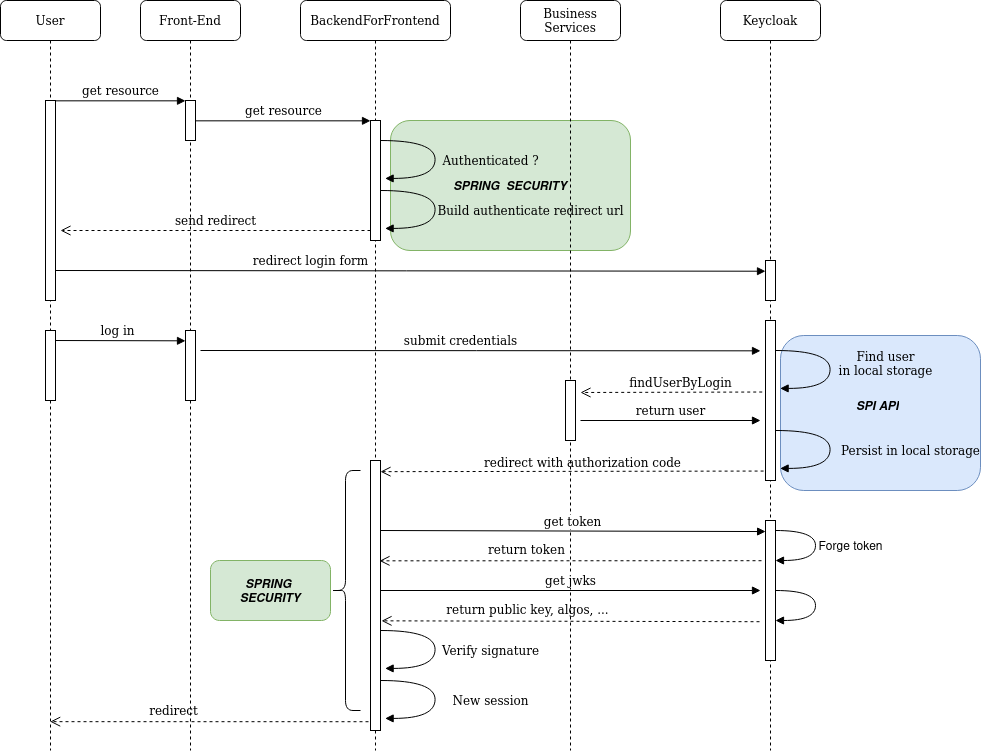 User
Front-End
BackendForFrontend
Business
Services
Keycloak
get resource
get resource
Authenticated ?
SPRING SECURITY
Build authenticate redirect url
send redirect
redirect login form
log in
submit credentials
Find user
in local storage
findUserByLogin
SPI API
return user
Persist in local storage
redirect with authorization code
get token
Forge token
return token
SPRING
SECURITY
get jwks
return public key, algos, ...
Verify signature
New session
redirect